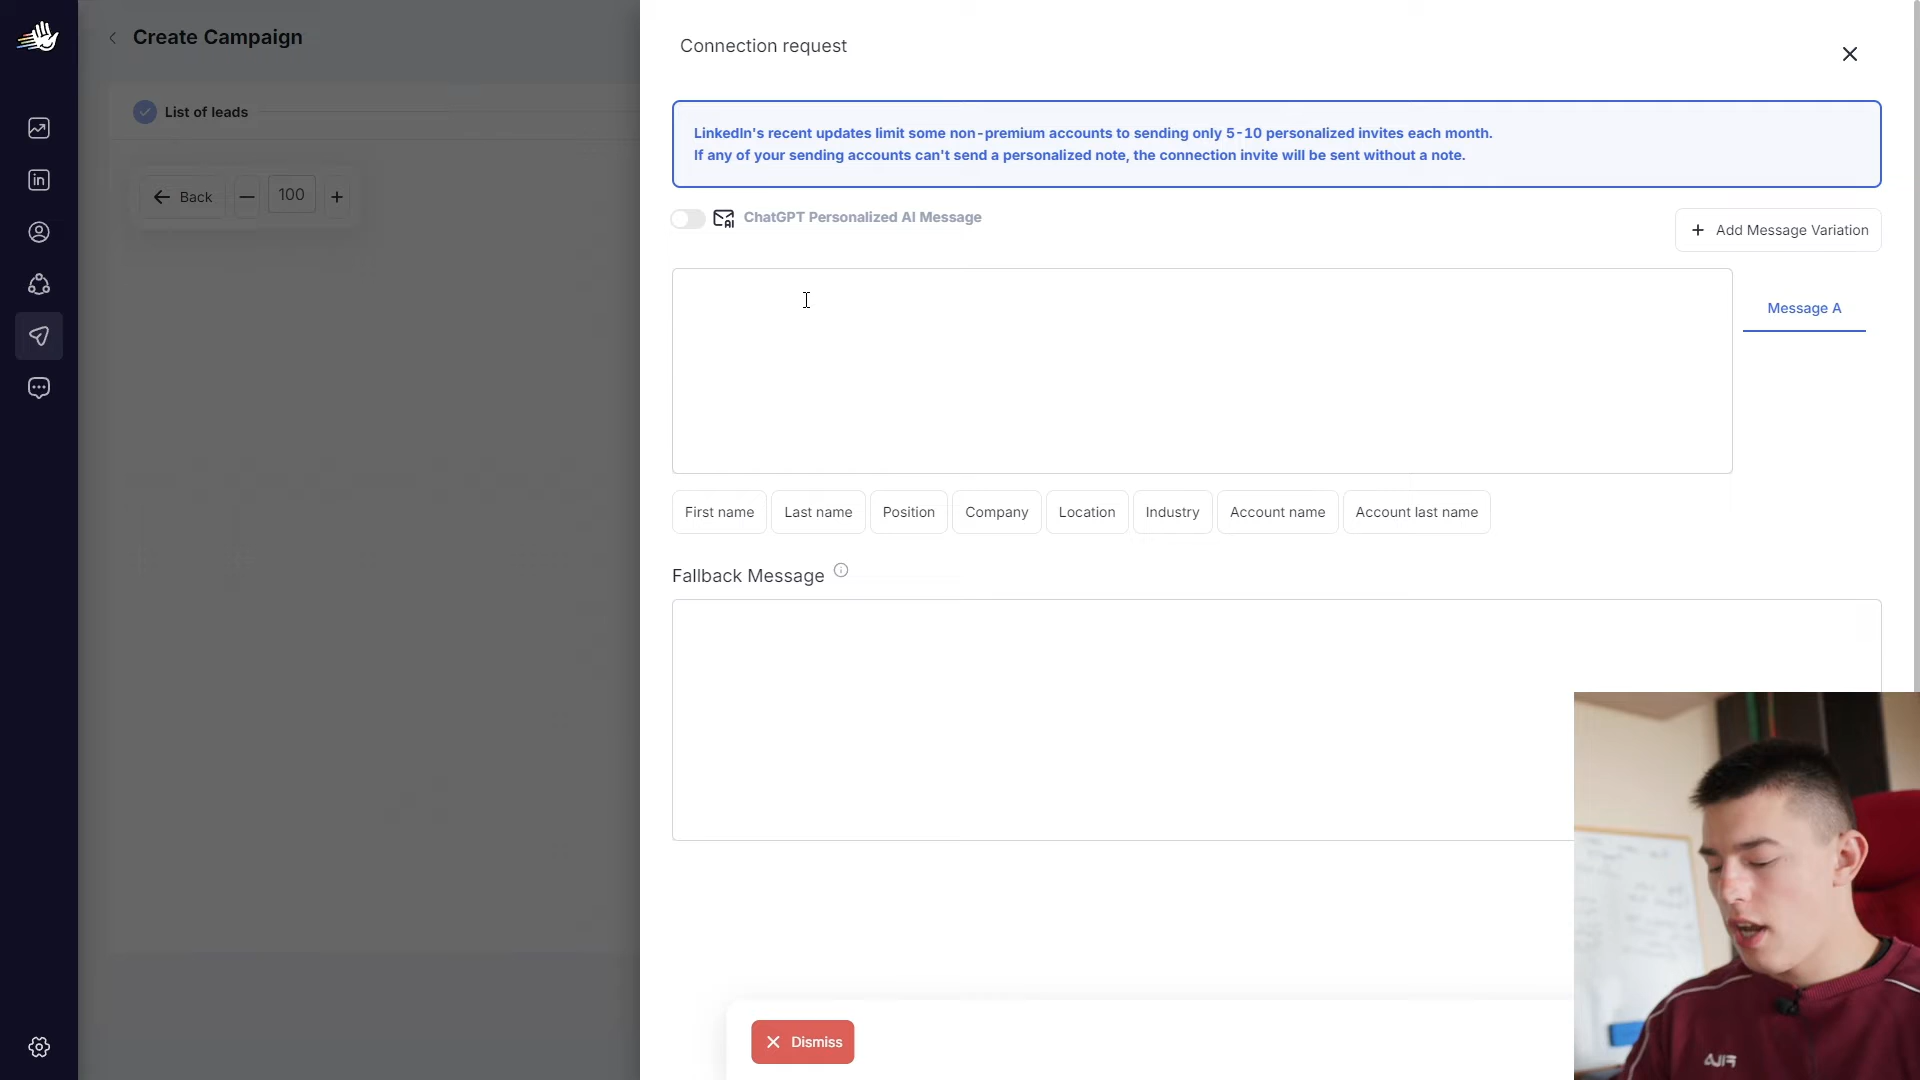 Create Campaign
Connection request
List of leads
LinkedIn's recent updates limit some non-premium accounts to sending only 5-10 personalized invites each month.
If any of your sending accounts can't send a personalized note, the connection invite will be sent without a note.
Back
100
ChatGPT Personalized AI Message
Add Message Variation
Message A
First name
Last name
Position
Company
Location
Industry
Account name
Account last name
Fallback Message
Dismiss